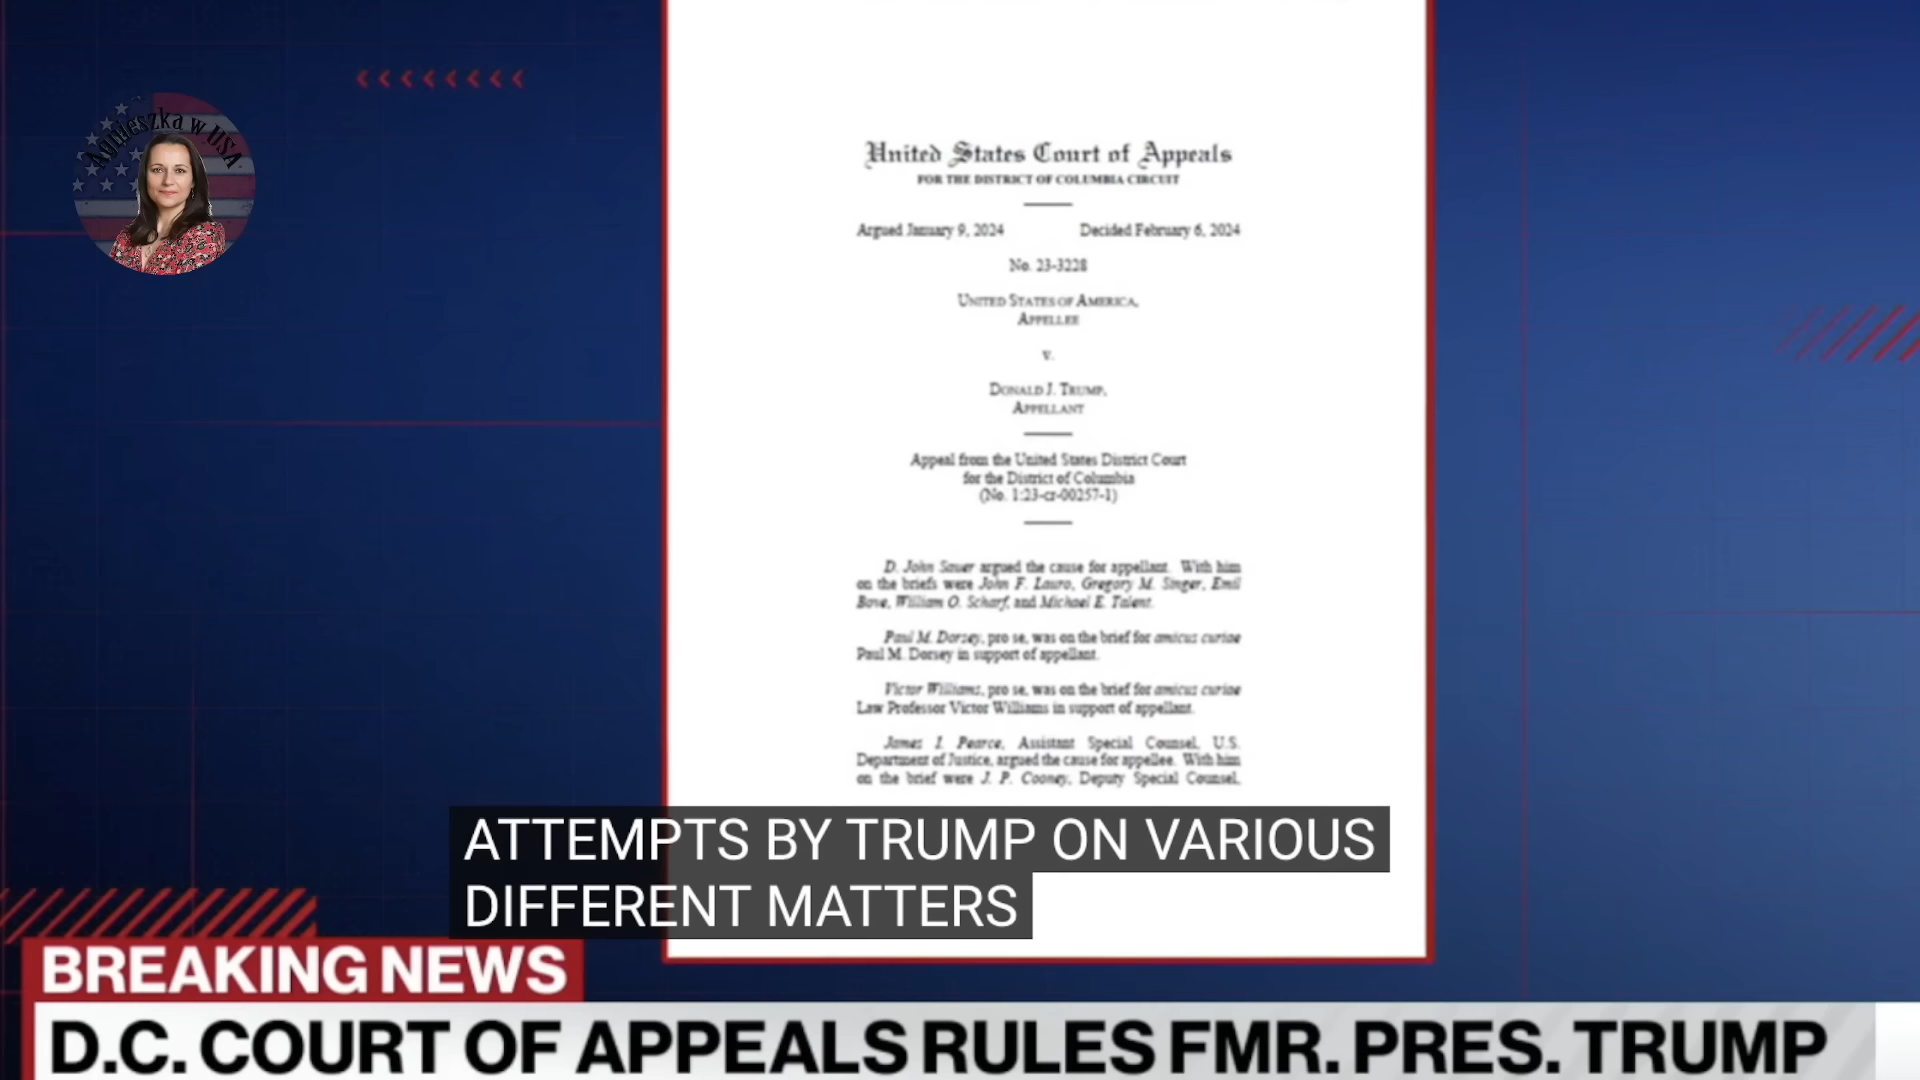 Agnieszka w USA
United States Court of Appeals
FOR THE DISTRICT OF COLUMBIA CIRCUIT
Argued January 9, 2024 Decided February 6, 2024
No. 23-3228
UNITED STATES OF AMERICA,
APPELLEE
v.
DONALD J. TRUMP,
APPELLANT
Appeal from the United States District Court
for the District of Columbia
(No. 1:23-cr-00257-1)
D. John Sauer argued the cause for appellant. With him
on the briefs were John F. Lauro, Gregory M. Singer, Emil
Bove, William O. Scharf, and Michael E. Talent.
Paul M. Dorsey, pro se, was on the brief for amicus curiae
Paul M. Dorsey in support of appellant.
Victor Williams, pro se, was on the brief for amicus curiae
Law Professor Victor Williams in support of appellant.
James I. Pearce, Assistant Special Counsel, U.S.
Department of Justice, argued the cause for appellee. With him
on the brief were J. P. Cooney, Deputy Special Counsel,
ATTEMPTS BY TRUMP ON VARIOUS
DIFFERENT MATTERS
BREAKING NEWS
D.C. COURT OF APPEALS RULES FMR. PRES. TRUMP